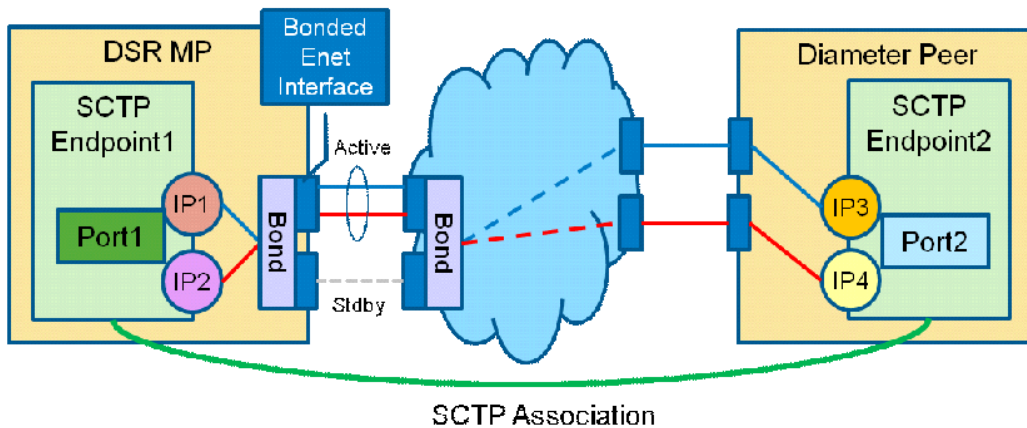 DSR MP
Bonded
Enet
Interface
Diameter Peer
SCTP
Endpoint1
SCTP
Endpoint2
Active
IP1
IP3
Port1
Bond
Bond
Port2
IP2
IP4
Stdby
SCTP Association